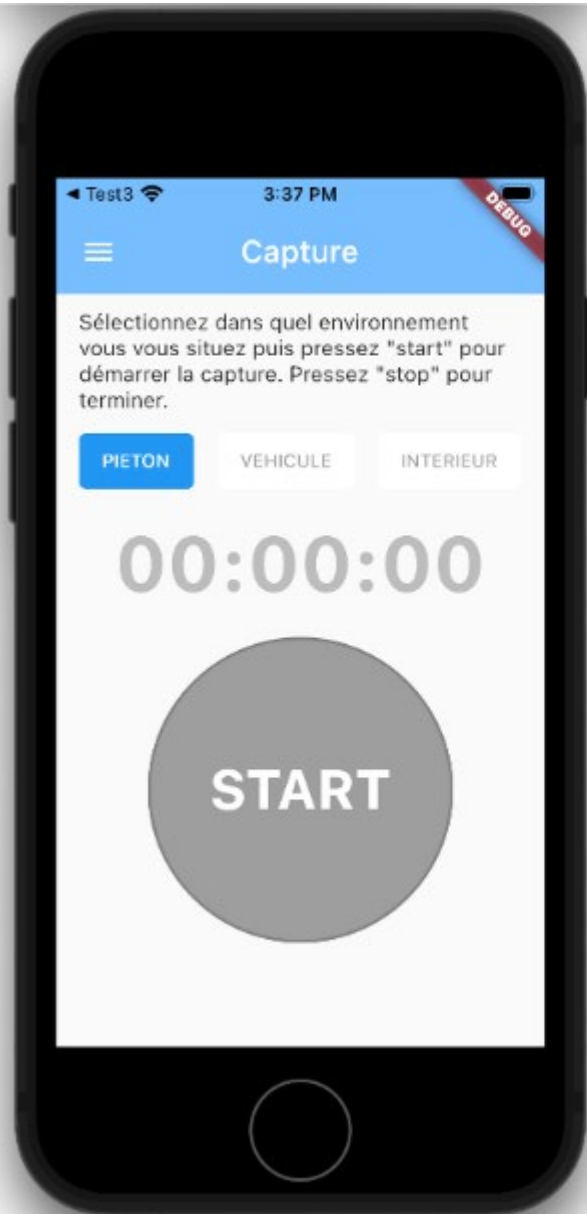 ◀ Test3
3:37 PM
DEBUG
Capture
Sélectionnez dans quel environnement
vous vous situez puis pressez "start" pour
démarrer la capture. Pressez "stop" pour
terminer.
PIETON VEHICULE INTERIEUR
00:00:00
START